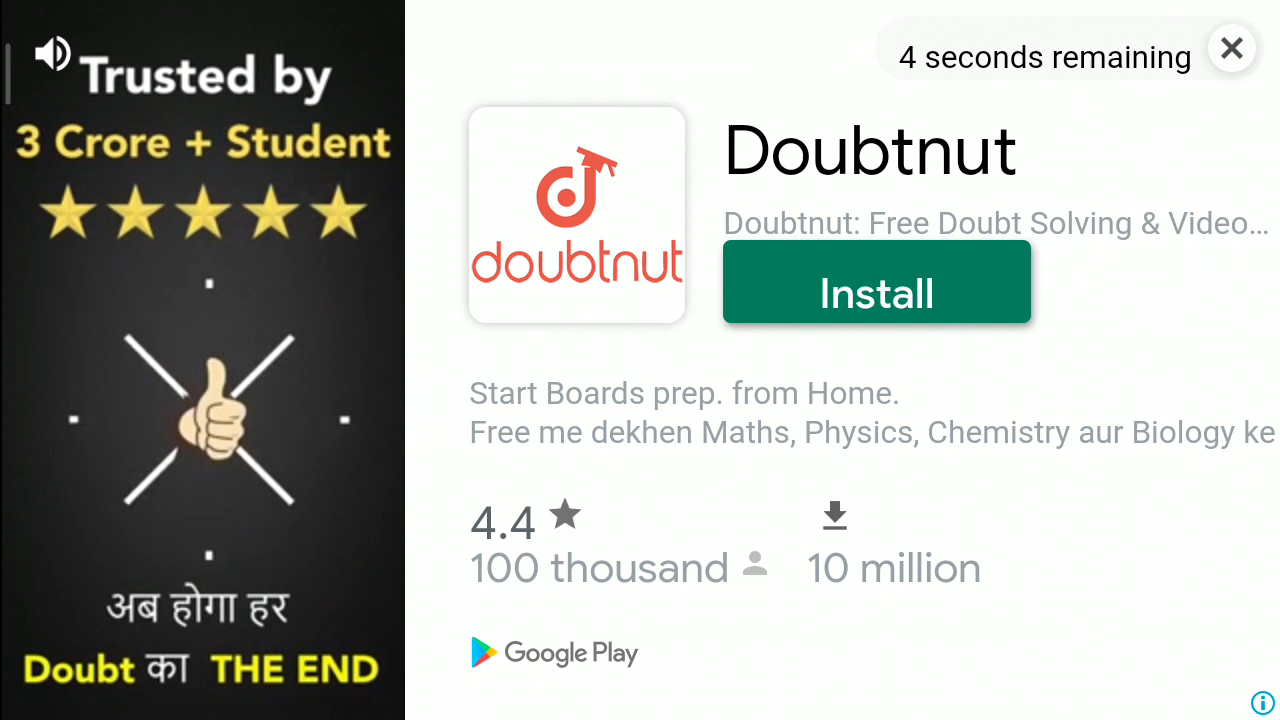 Trusted by
3 Crore + Student
अब होगा हर
Doubt का THE END
4 seconds remaining
doubtnut
Doubtnut
Doubtnut: Free Doubt Solving & Video...
Install
Start Boards prep. from Home.
Free me dekhen Maths, Physics, Chemistry aur Biology ke
4.4
100 thousand
10 million
Google Play